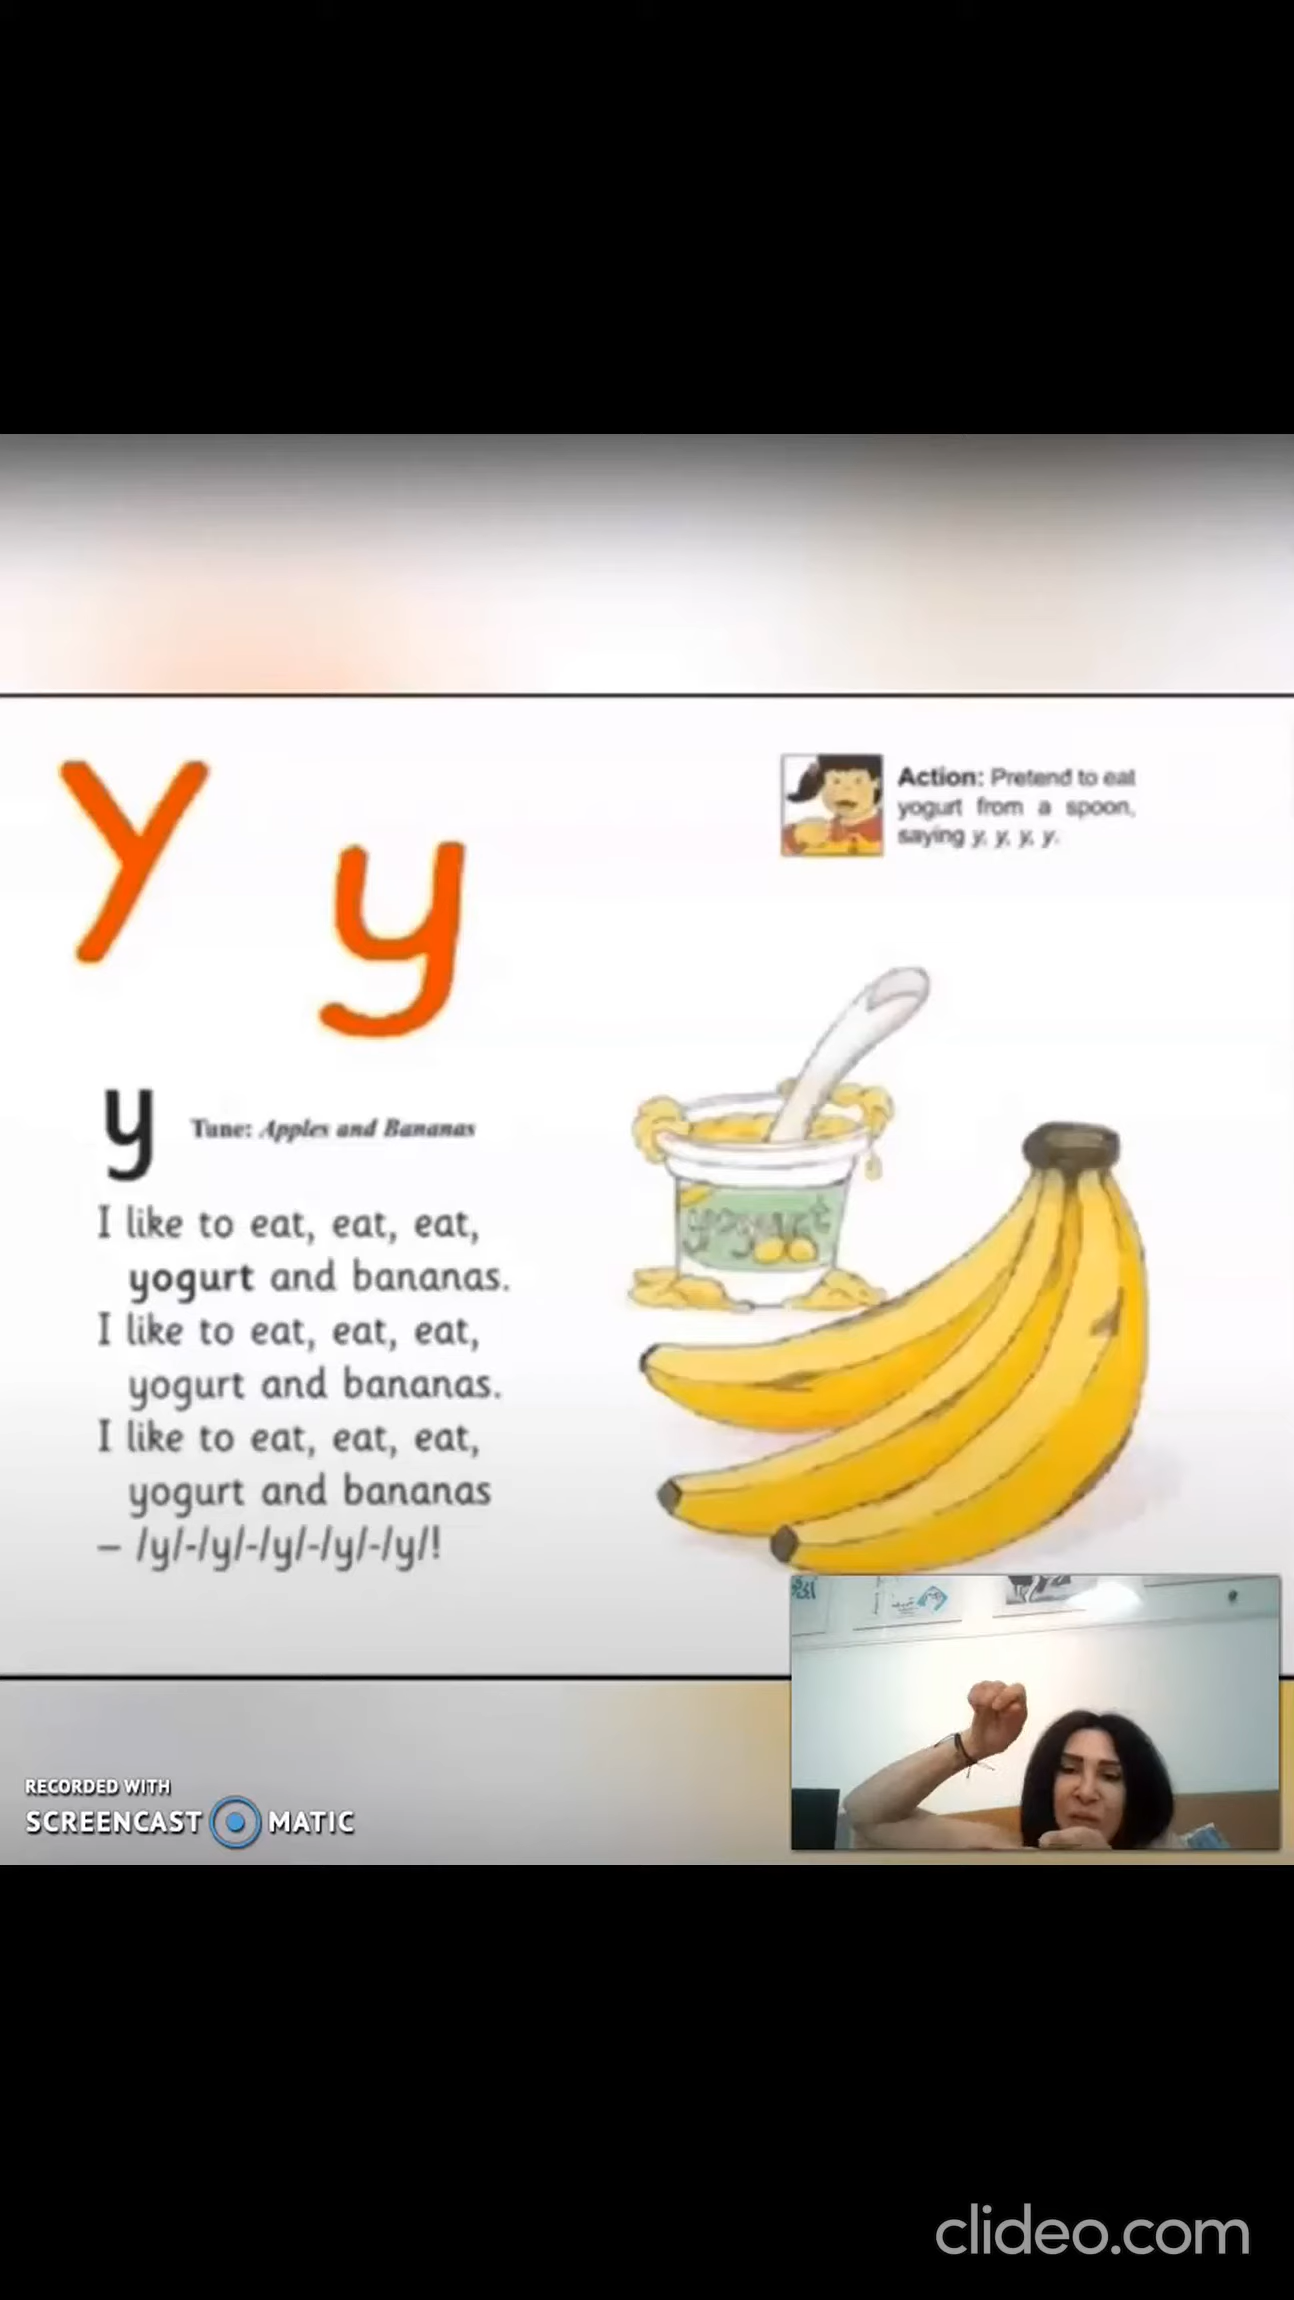 Y y
Action: Pretend to eat
yogurt from a spoon,
saying y, y, y, y.
y Tune: Apples and Bananas
I like to eat, eat, eat,
yogurt and bananas.
I like to eat, eat, eat,
yogurt and bananas.
I like to eat, eat, eat,
yogurt and bananas
– /y/-/y/-/y/-/y/-/y/!
yogurt
RECORDED WITH
SCREENCAST MATIC
clideo.com